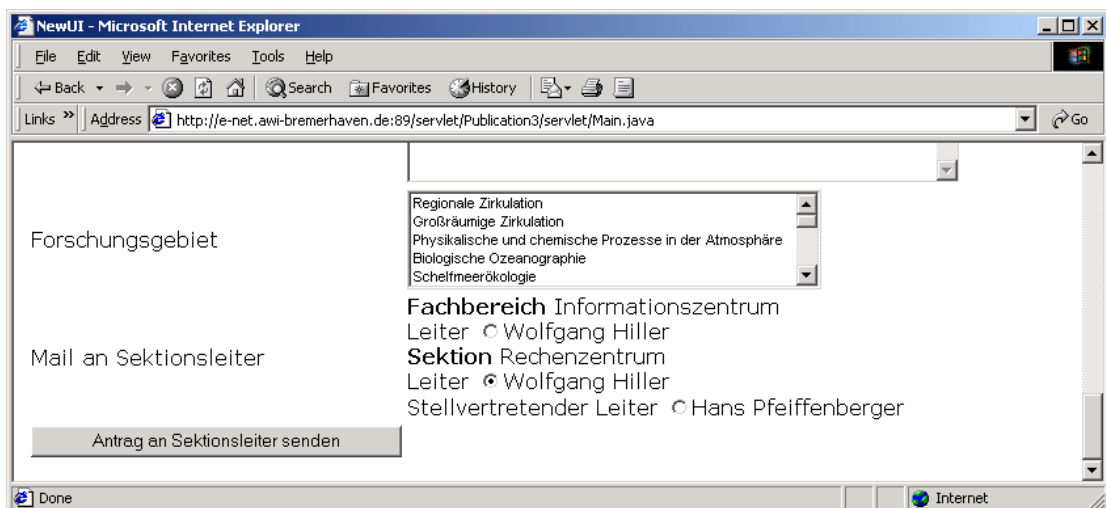 NewUI - Microsoft Internet Explorer
File Edit View Favorites Tools Help
Back Search Favorites History
Links » Address http://e-net.awi-bremerhaven.de:89/servlet/Publication3/servlet/Main.java Go
Forschungsgebiet
Regionale Zirkulation
Großräumige Zirkulation
Physikalische und chemische Prozesse in der Atmosphäre
Biologische Ozeanographie
Schelfmeerökologie
Mail an Sektionsleiter
Fachbereich Informationszentrum
Leiter Wolfgang Hiller
Sektion Rechenzentrum
Leiter Wolfgang Hiller
Stellvertretender Leiter Hans Pfeiffenberger
Antrag an Sektionsleiter senden
Done Internet